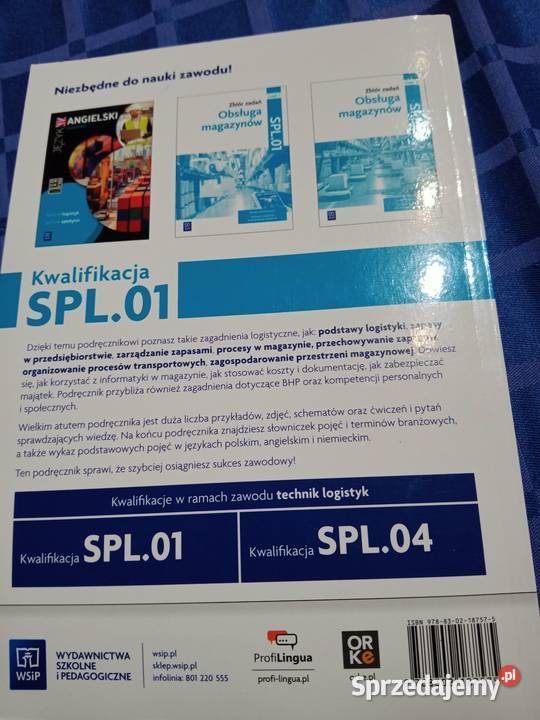 Niezbędne do nauki zawodu!
JĘZYK ANGIELSKI
Zbiór zadań
Obsługa
magazynów
SPL.01
Zbiór zadań
Obsługa
magazynów
Kwalifikacja
SPL.01
Dzięki temu podręcznikowi poznasz takie zagadnienia logistyczne, jak: podstawy logistyki, zapasy
w przedsiębiorstwie, zarządzanie zapasami, procesy w magazynie, przechowywanie zapasów,
organizowanie procesów transportowych, zagospodarowanie przestrzeni magazynowej. Dowiesz
się, jak korzystać z informatyki w magazynie, jak stosować koszty i dokumentację, jak zabezpieczać
majątek. Podręcznik przybliża również zagadnienia dotyczące BHP oraz kompetencji personalnych
i społecznych.
Wielkim atutem podręcznika jest duża liczba przykładów, zdjęć, schematów oraz ćwiczeń i pytań
sprawdzających wiedzę. Na końcu podręcznika znajdziesz słowniczek pojęć i terminów branżowych,
a także wykaz podstawowych pojęć w językach polskim, angielskim i niemieckim.
Ten podręcznik sprawi, że szybciej osiągniesz sukces zawodowy!
Kwalifikacje w ramach zawodu technik logistyk
Kwalifikacja SPL.01
Kwalifikacja SPL.04
WSiP
WYDAWNICTWA
SZKOLNE
I PEDAGOGICZNE
wsip.pl
sklep.wsip.pl
infolinia: 801 220 555
ProfiLingua
profi-lingua.pl
OR
Ke
ISBN 978-83-02-18757-5
Sprzedajemy.pl